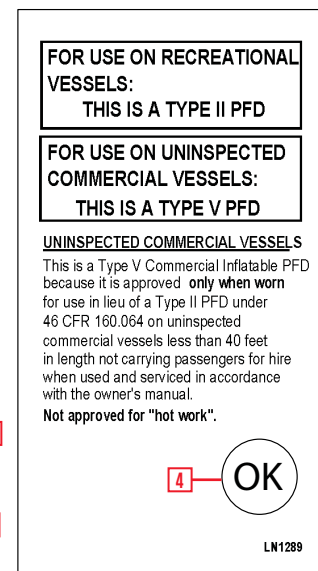 FOR USE ON RECREATIONAL
VESSELS:
THIS IS A TYPE II PFD
FOR USE ON UNINSPECTED
COMMERCIAL VESSELS:
THIS IS A TYPE V PFD
UNINSPECTED COMMERCIAL VESSELS
This is a Type V Commercial Inflatable PFD
because it is approved only when worn
for use in lieu of a Type II PFD under
46 CFR 160.064 on uninspected
commercial vessels less than 40 feet
in length not carrying passengers for hire
when used and serviced in accordance
with the owner's manual.
Not approved for "hot work".
4 OK
LN1289